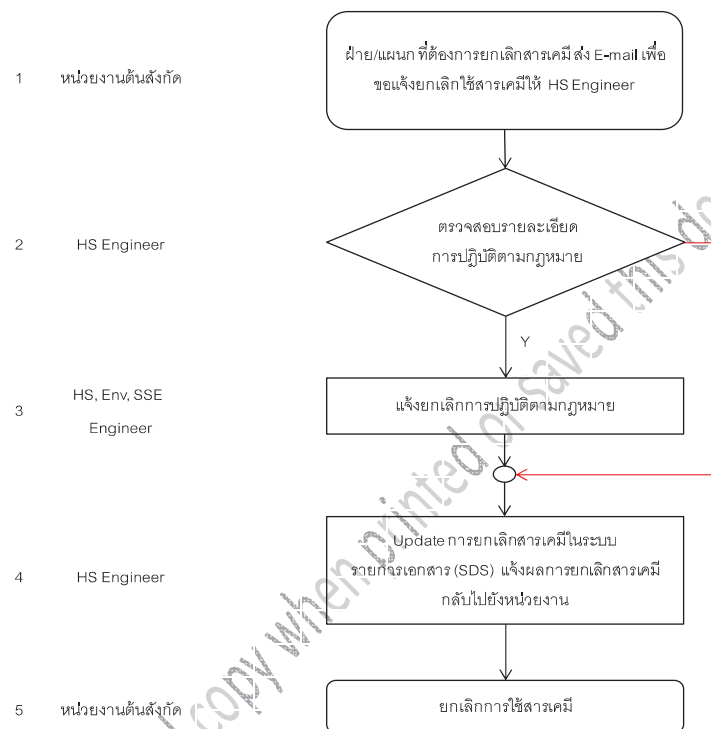 ฝ่าย/แผนก ที่ต้องการยกเลิกสารเคมี ส่ง E-mail เพื่อ
1 หน่วยงานต้นสังกัด
ขอแจ้งยกเลิกใช้สารเคมีให้ HS Engineer
ตรวจสอบรายละเอียด
2 HS Engineer
การปฏิบัติตามกฎหมาย
Y
3 HS, Env, SSE
Engineer
แจ้งยกเลิกการปฏิบัติตามกฎหมาย
Update การยกเลิกสารเคมีในระบบ
4 HS Engineer
รายการเอกสาร (SDS) แจ้งผลการยกเลิกสารเคมี
กลับไปยังหน่วยงาน
5 หน่วยงานต้นสังกัด
ยกเลิกการใช้สารเคมี
copy when printed or saved this